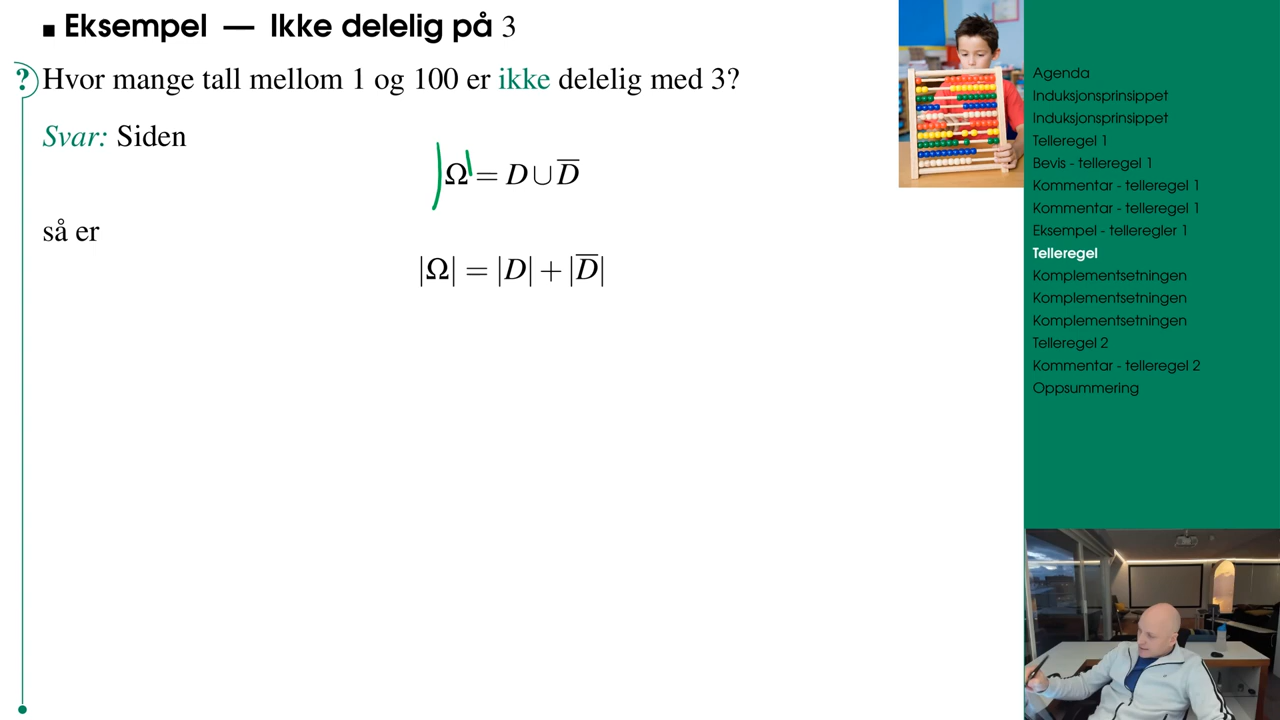 ■ Eksempel — Ikke delelig på 3
? Hvor mange tall mellom 1 og 100 er ikke delelig med 3?
Svar: Siden
Ω = D ∪ D̅
så er
|Ω| = |D| + |D̅|
Agenda
Induksjonsprinsippet
Induksjonsprinsippet
Telleregel 1
Bevis - telleregel 1
Kommentar - telleregel 1
Kommentar - telleregel 1
Eksempel - telleregler 1
Telleregel
Komplementsetningen
Komplementsetningen
Komplementsetningen
Telleregel 2
Kommentar - telleregel 2
Oppsummering